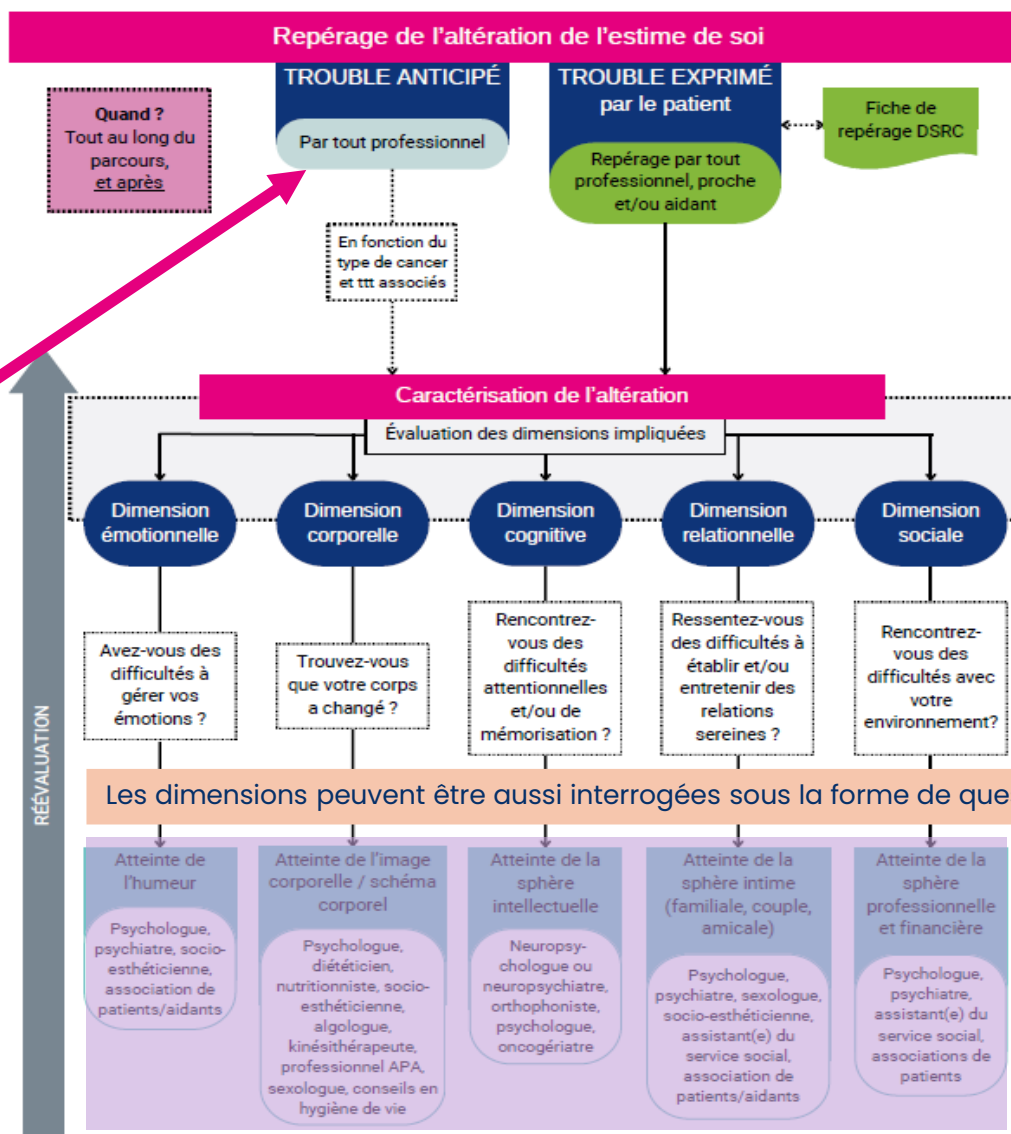 Repérage de l'altération de l'estime de soi
Quand ?
Tout au long du
parcours,
et après
TROUBLE ANTICIPÉ
Par tout professionnel
TROUBLE EXPRIMÉ
par le patient
Repérage par tout
professionnel, proche
et/ou aidant
Fiche de
repérage DSRC
En fonction du
type de cancer
et ttt associés
Caractérisation de l'altération
Évaluation des dimensions impliquées
Dimension
émotionnelle
Dimension
corporelle
Dimension
cognitive
Dimension
relationnelle
Dimension
sociale
Avez-vous des
difficultés à
gérer vos
émotions ?
Trouvez-vous
que votre corps
a changé ?
Rencontrez-
vous des
difficultés
attentionnelles
et/ou de
mémorisation ?
Ressentez-vous
des difficultés à
établir et/ou
entretenir des
relations
sereines ?
Rencontrez-
vous des
difficultés avec
votre
environnement?
RÉÉVALUATION
Les dimensions peuvent être aussi interrogées sous la forme de que
Atteinte de
l'humeur
Psychologue,
psychiatre, socio-
esthéticienne,
association de
patients/aidants
Atteinte de l'image
corporelle / schéma
corporel
Psychologue,
diététicien,
nutritionniste, socio-
esthéticienne,
algologue,
kinésithérapeute,
professionnel APA,
sexologue, conseils en
hygiène de vie
Atteinte de la
sphère
intellectuelle
Neuropsy-
chologue ou
neuropsychiatre,
orthophoniste,
psychologue,
oncogériatre
Atteinte de la
sphère intime
(familiale, couple,
amicale)
Psychologue,
psychiatre, sexologue,
socio-esthéticienne,
assistant(e) du
service social,
association de
patients/aidants
Atteinte de la
sphère
professionnelle
et financière
Psychologue,
psychiatre,
assistant(e) du
service social,
associations de
patients